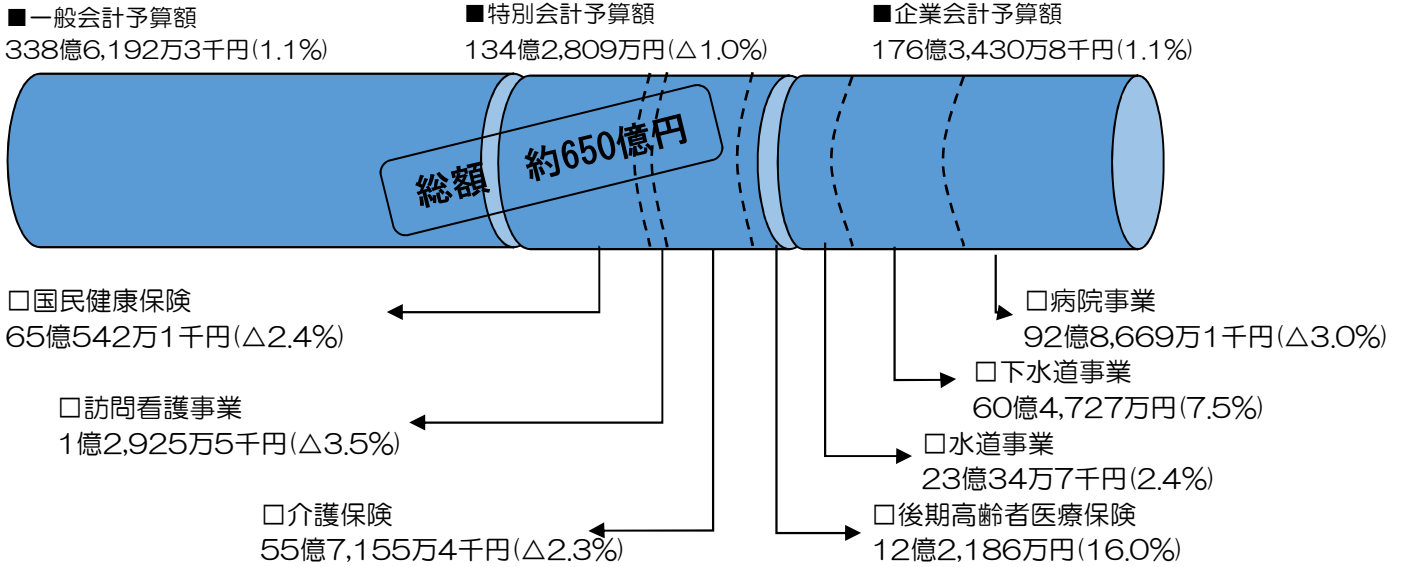 ■一般会計予算額
338億6,192万3千円(1.1%)
■特別会計予算額
134億2,809万円(△1.0%)
■企業会計予算額
176億3,430万8千円(1.1%)
総額 約650億円
□国民健康保険
65億542万1千円(△2.4%)
□病院事業
92億8,669万1千円(△3.0%)
□訪問看護事業
1億2,925万5千円(△3.5%)
□下水道事業
60億4,727万円(7.5%)
□水道事業
23億34万7千円(2.4%)
□介護保険
55億7,155万4千円(△2.3%)
□後期高齢者医療保険
12億2,186万円(16.0%)